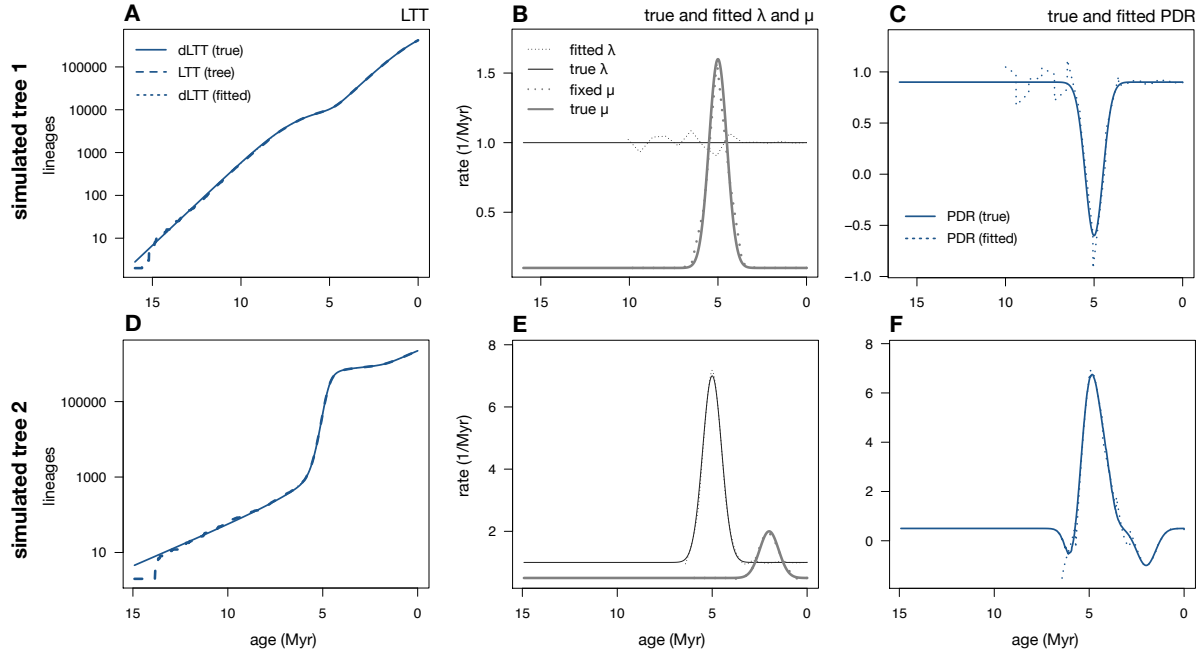 A
LTT
B
true and fitted λ and μ
C
true and fitted PDR
simulated tree 1
lineages
100000
10000
1000
100
10
dLTT (true)
LTT (tree)
dLTT (fitted)
15
10
5
0
rate (1/Myr)
1.5
1.0
0.5
fitted λ
true λ
fixed μ
true μ
15
10
5
0
1.0
0.5
0.0
−0.5
−1.0
PDR (true)
PDR (fitted)
15
10
5
0
D
E
F
simulated tree 2
lineages
100000
1000
10
15
10
5
0
age (Myr)
rate (1/Myr)
8
6
4
2
15
10
5
0
age (Myr)
8
6
4
2
0
15
10
5
0
age (Myr)